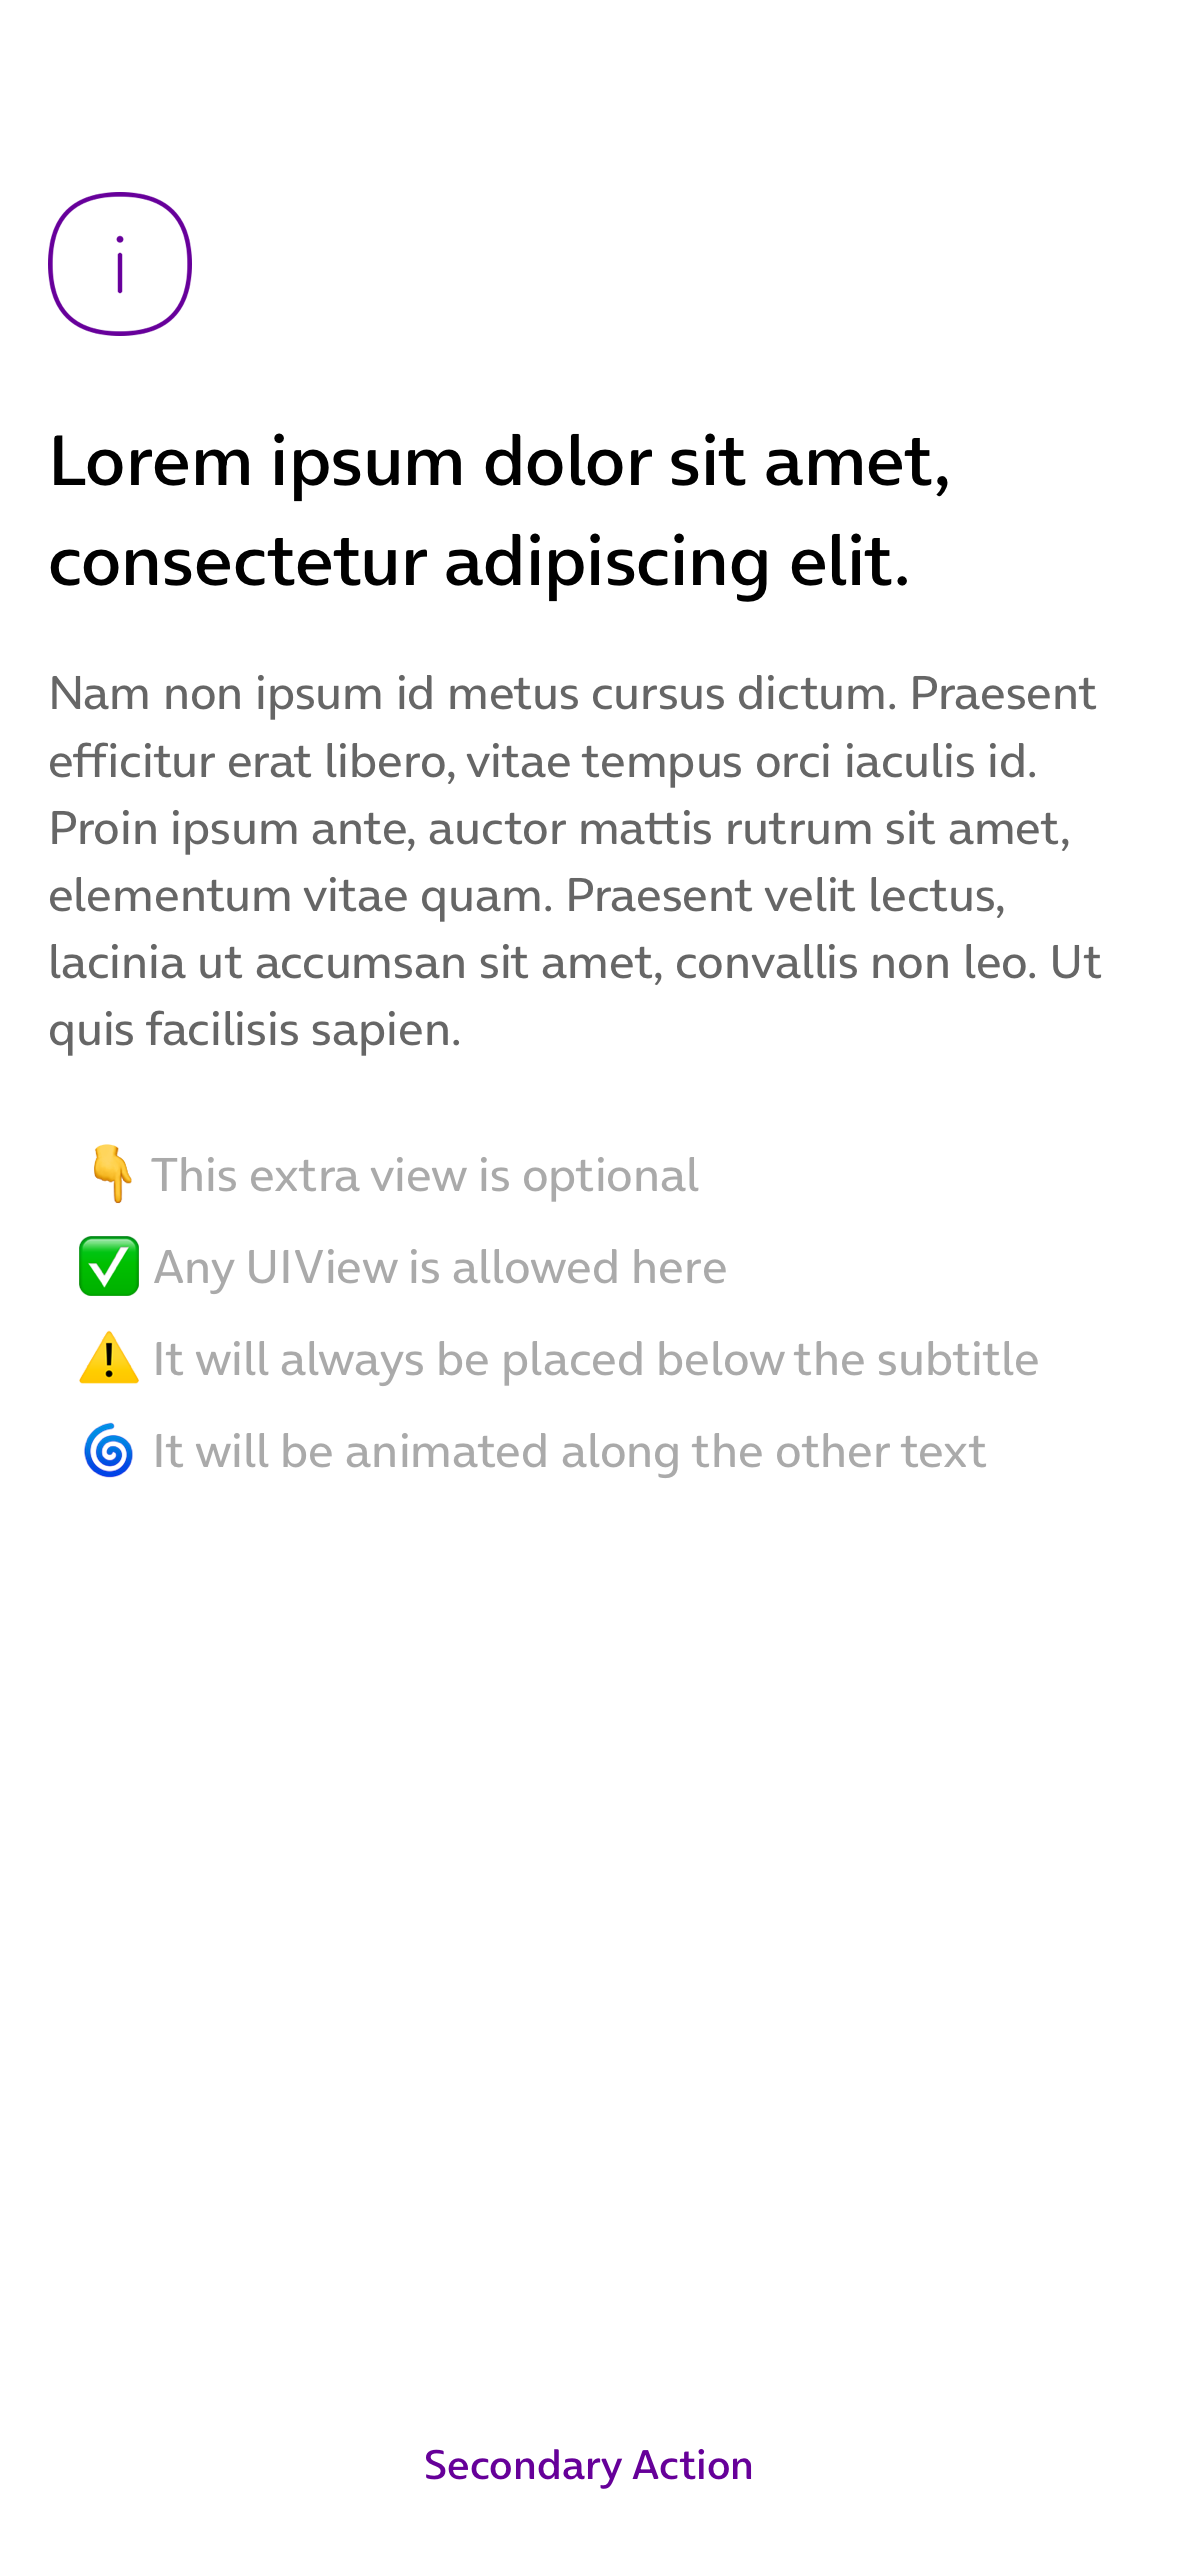 i
Lorem ipsum dolor sit amet,
consectetur adipiscing elit.
Nam non ipsum id metus cursus dictum. Praesent
efficitur erat libero, vitae tempus orci iaculis id.
Proin ipsum ante, auctor mattis rutrum sit amet,
elementum vitae quam. Praesent velit lectus,
lacinia ut accumsan sit amet, convallis non leo. Ut
quis facilisis sapien.
👇 This extra view is optional
✅ Any UIView is allowed here
⚠️ It will always be placed below the subtitle
🌀 It will be animated along the other text
Secondary Action